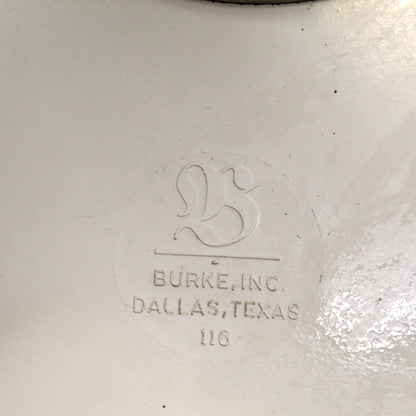 B
BURKE, INC.
DALLAS, TEXAS
116